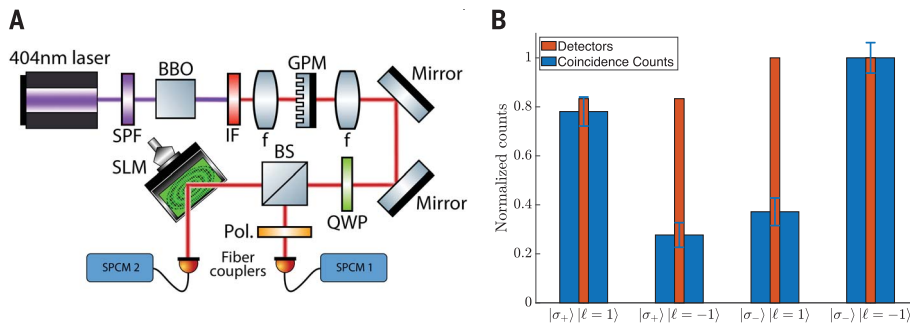 A
404nm laser
BBO
GPM
Mirror
SPF
IF
f
f
SLM
BS
QWP
Mirror
Pol.
Fiber
couplers
SPCM 2
SPCM 1
B
Detectors
Coincidence Counts
Normalized counts
1
0.8
0.6
0.4
0.2
0
|σ₊⟩ |ℓ = 1⟩
|σ₊⟩ |ℓ = −1⟩
|σ₋⟩ |ℓ = 1⟩
|σ₋⟩ |ℓ = −1⟩